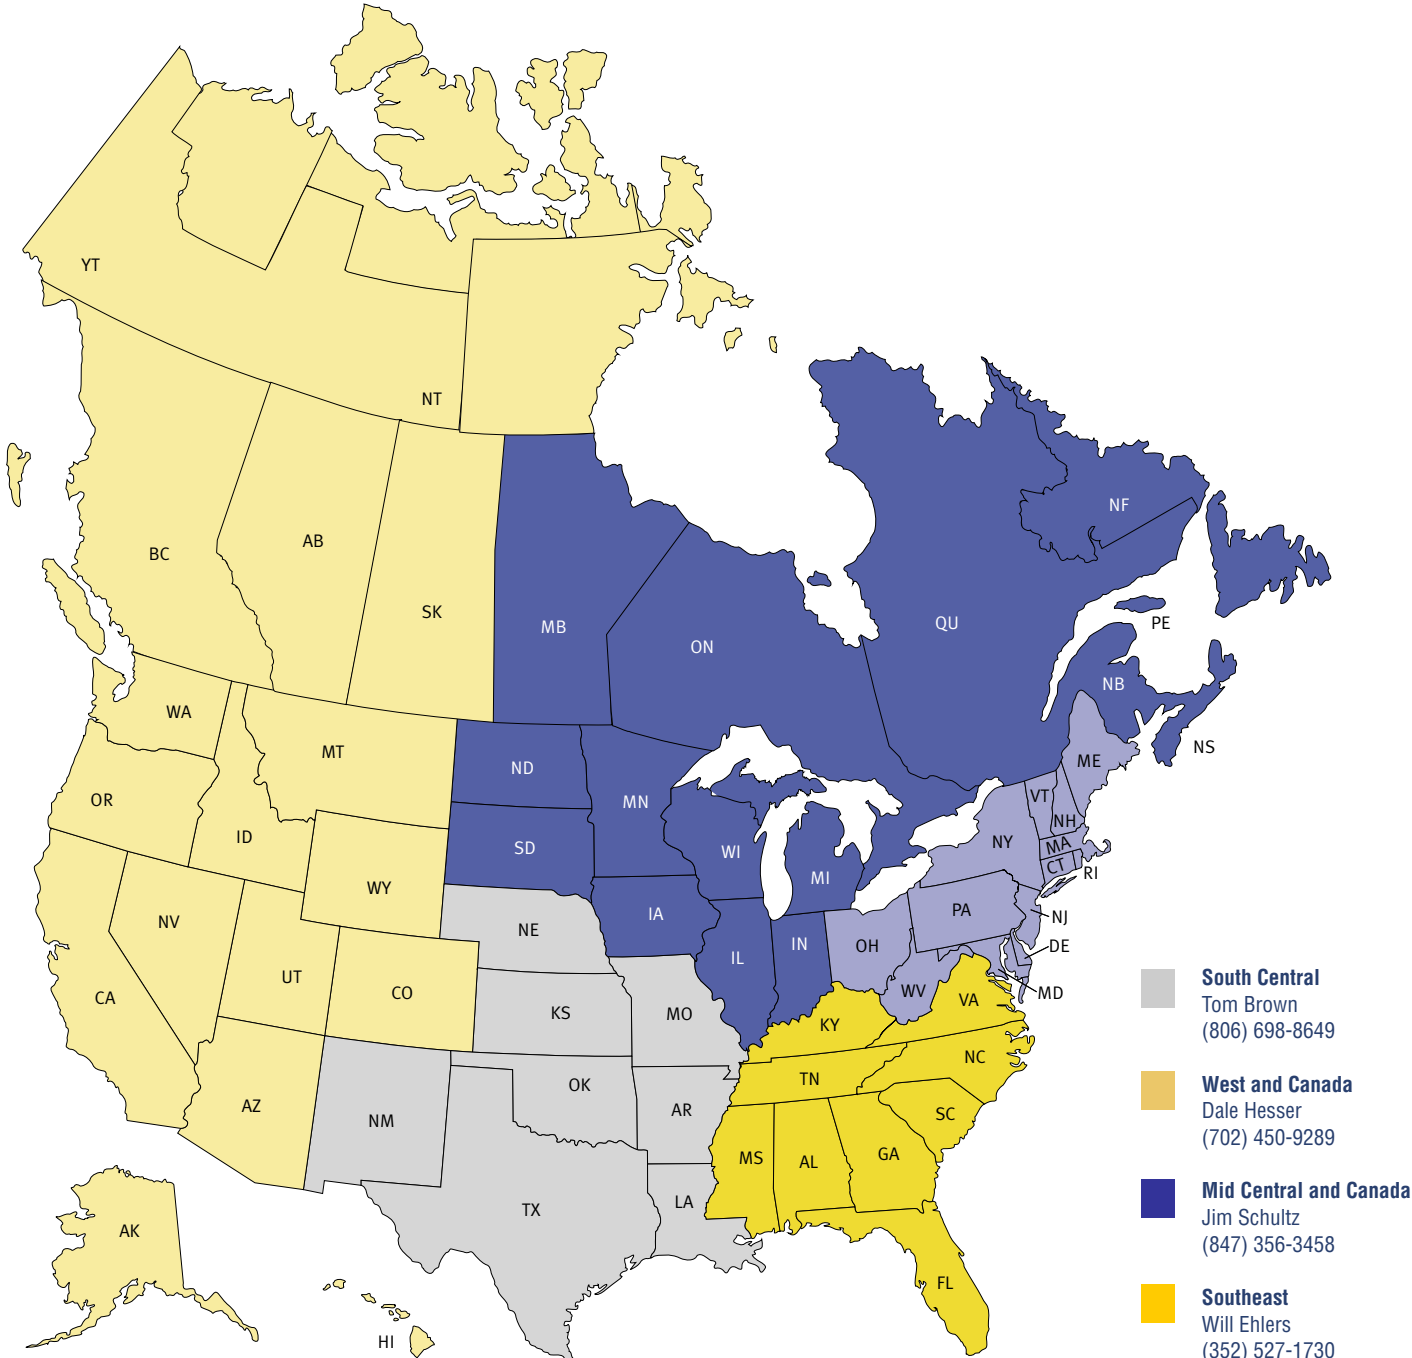 YT
NT
BC
AB
SK
MB
ON
QU
NF
PE
NB
NS
WA
MT
ND
MN
ME
OR
ID
SD
WI
MI
NY
VT
NH
MA
CT
RI
WY
NV
NE
IA
IL
IN
OH
PA
NJ
DE
MD
CA
UT
CO
KS
MO
WV
VA
KY
NC
TN
AZ
NM
OK
AR
SC
MS
AL
GA
TX
LA
FL
AK
HI
South Central
Tom Brown
(806) 698-8649
West and Canada
Dale Hesser
(702) 450-9289
Mid Central and Canada
Jim Schultz
(847) 356-3458
Southeast
Will Ehlers
(352) 527-1730